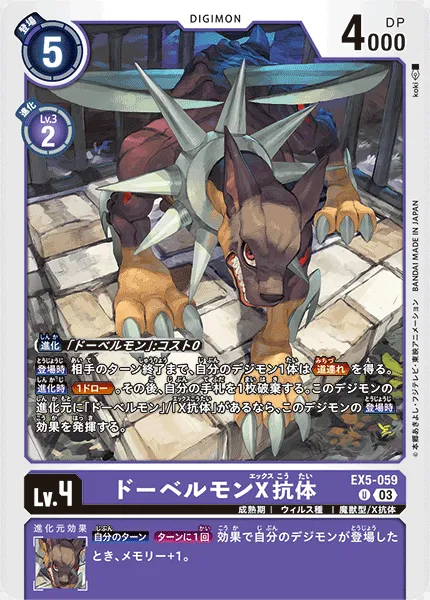 DIGIMON
登場
5
DP
4000
進化
Lv.3
2
koki
BANDAI MADE IN JAPAN
©本郷あきよし・フジテレビ・東映アニメーション
進化「ドーベルモン」:コスト0
登場時 相手のターン終了まで、自分のデジモン1体は 道連れ を得る。
進化時 1ドロー 。その後、自分の手札を1枚破棄する。このデジモンの
進化元に「ドーベルモン」/「X抗体」があるなら、このデジモンの 登場時
効果を発揮する。
EX5-059
U 03
Lv.4
ドーベルモンX抗体
成熟期 | ウィルス種 | 魔獣型/X抗体
進化元効果
自分のターン ターンに1回 効果で自分のデジモンが登場した
とき、メモリー+1。